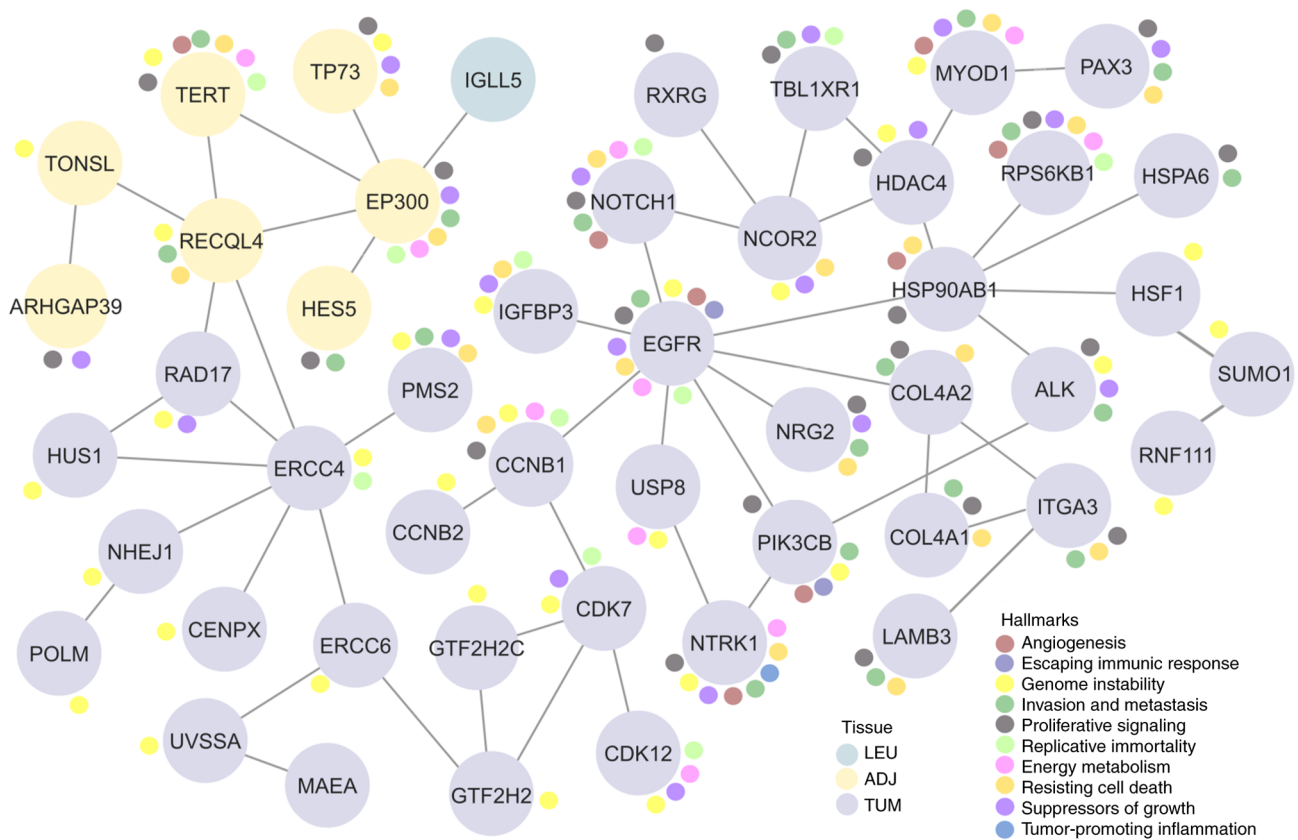 TERT
TP73
IGLL5
RXRG
TBL1XR1
MYOD1
PAX3
TONSL
EP300
NOTCH1
HDAC4
RPS6KB1
HSPA6
RECQL4
NCOR2
ARHGAP39
HES5
IGFBP3
HSP90AB1
HSF1
EGFR
RAD17
PMS2
COL4A2
ALK
SUMO1
NRG2
HUS1
ERCC4
CCNB1
USP8
RNF111
ITGA3
CCNB2
PIK3CB
COL4A1
NHEJ1
CDK7
CENPX
ERCC6
GTF2H2C
NTRK1
LAMB3
POLM
UVSSA
CDK12
MAEA
GTF2H2
Tissue
LEU
ADJ
TUM
Hallmarks
Angiogenesis
Escaping immunic response
Genome instability
Invasion and metastasis
Proliferative signaling
Replicative immortality
Energy metabolism
Resisting cell death
Suppressors of growth
Tumor-promoting inflammation